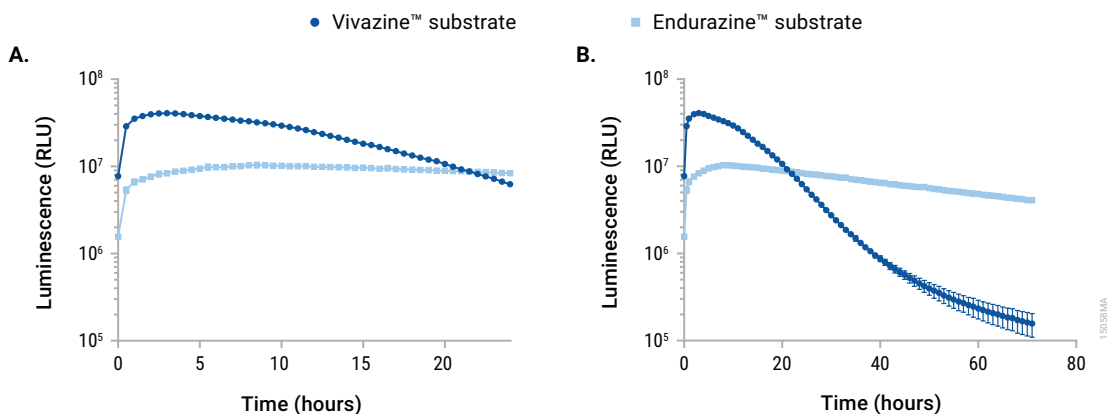 Vivazine™ substrate
Endurazine™ substrate
A.
10⁸
10⁷
10⁶
10⁵
Luminescence (RLU)
0 5 10 15 20
Time (hours)
B.
10⁸
10⁷
10⁶
10⁵
Luminescence (RLU)
0 20 40 60 80
Time (hours)
15058MA